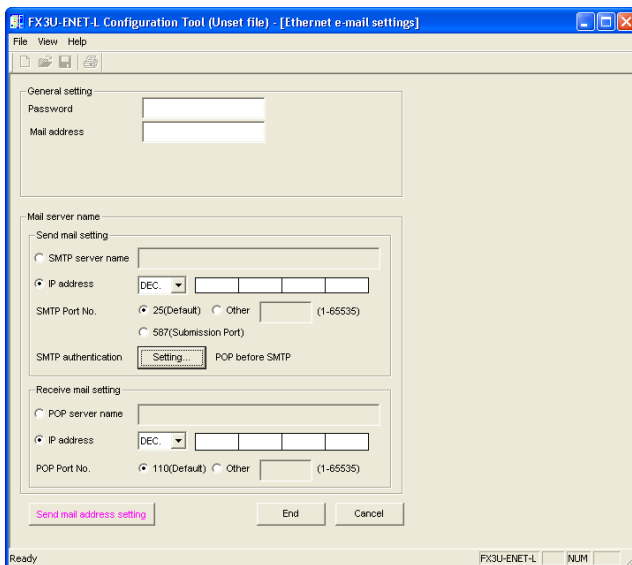 FX3U-ENET-L Configuration Tool (Unset file) - [Ethernet e-mail settings]
File View Help
General setting
Password
Mail address
Mail server name
Send mail setting
SMTP server name
IP address DEC.
SMTP Port No. 25(Default) Other (1-65535)
587(Submission Port)
SMTP authentication Setting... POP before SMTP
Receive mail setting
POP server name
IP address DEC.
POP Port No. 110(Default) Other (1-65535)
Send mail address setting End Cancel
Ready FX3U-ENET-L NUM